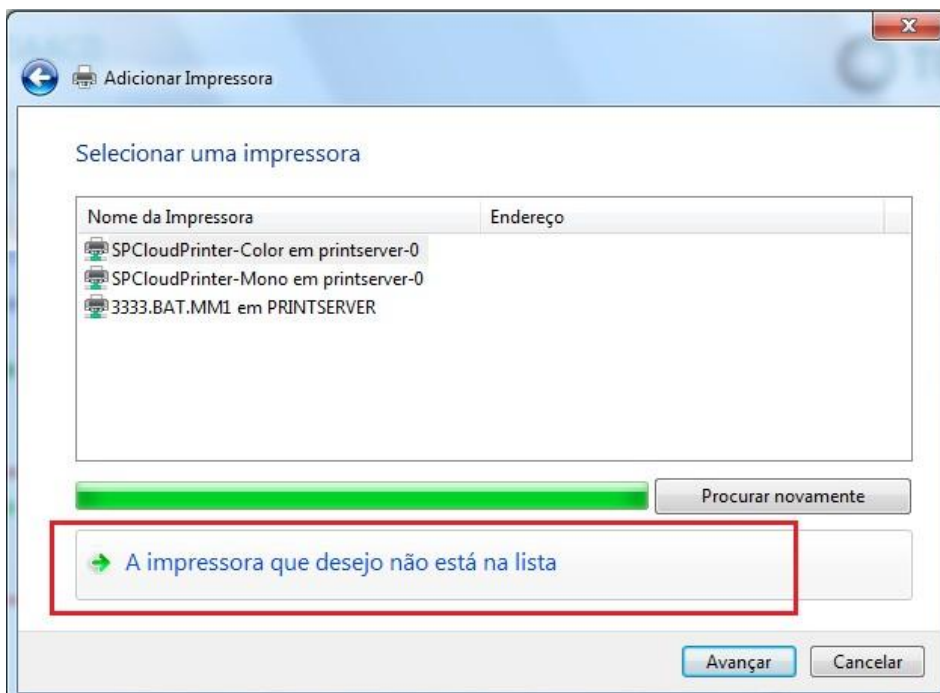 Adicionar Impressora
Selecionar uma impressora
Nome da Impressora Endereço
SPCloudPrinter-Color em printserver-0
SPCloudPrinter-Mono em printserver-0
3333.BAT.MM1 em PRINTSERVER
Procurar novamente
A impressora que desejo não está na lista
Avançar Cancelar